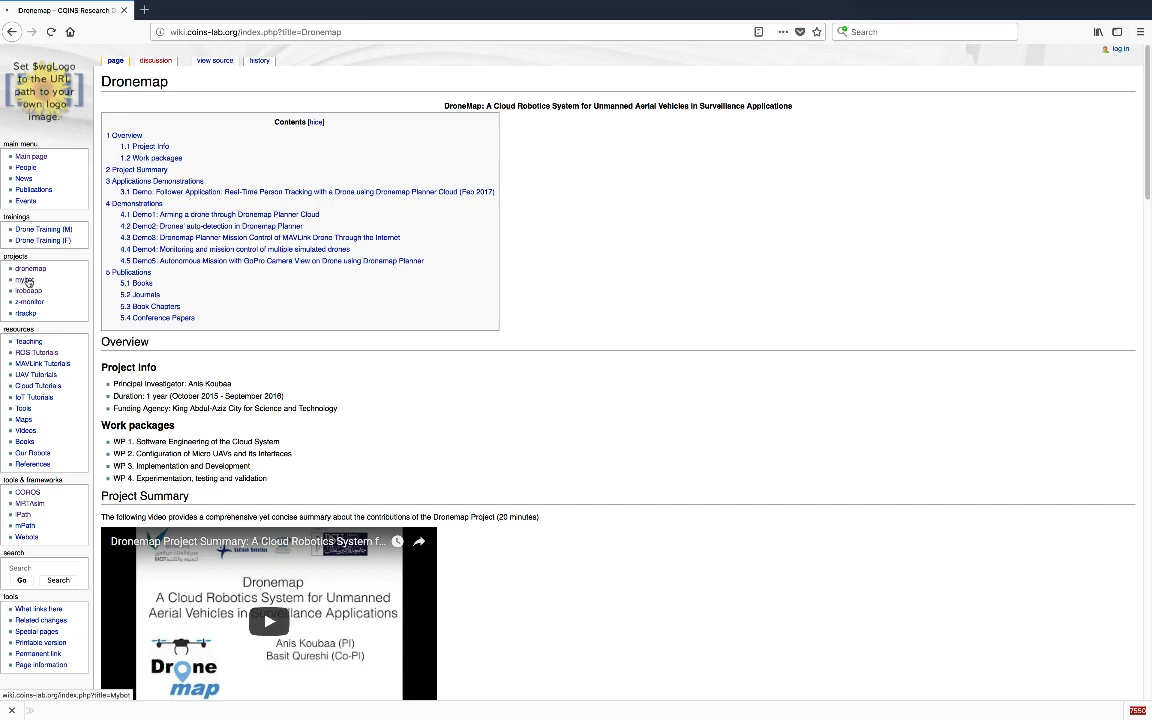 Dronemap - COINS Research D
wiki.coins-lab.org/index.php?title=Dronemap
Search
log in
page discussion view source history
Set $wgLogo
to the URL
path to your
own logo
image.
main menu
Main page
People
News
Publications
Events
trainings
Drone Training (M)
Drone Training (F)
projects
dronemap
iroboapp
z-monitor
rtrackp
resources
Teaching
ROS Tutorials
MAVLink Tutorials
UAV Tutorials
Cloud Tutorials
IoT Tutorials
Tools
Maps
Videos
Books
Our Robots
References
tools & frameworks
COROS
MRTAsim
iPath
mPath
Webots
search
Search
Go Search
tools
What links here
Related changes
Special pages
Printable version
Permanent link
Page information
Dronemap
DroneMap: A Cloud Robotics System for Unmanned Aerial Vehicles in Surveillance Applications
Contents [hide]
1 Overview
1.1 Project Info
1.2 Work packages
2 Project Summary
3 Applications Demonstrations
3.1 Demo: Follower Application: Real-Time Person Tracking with a Drone using Dronemap Planner Cloud (Feb 2017)
4 Demonstrations
4.1 Demo1: Arming a drone through Dronemap Planner Cloud
4.2 Demo2: Drones' auto-detection in Dronemap Planner
4.3 Demo3: Dronemap Planner Mission Control of MAVLink Drone Through the Internet
4.4 Demo4: Monitoring and mission control of multiple simulated drones
4.5 Demo5: Autonomous Mission with GoPro Camera View on Drone using Dronemap Planner
5 Publications
5.1 Books
5.2 Journals
5.3 Book Chapters
5.4 Conference Papers
Overview
Project Info
Principal Investigator: Anis Koubaa
Duration: 1 year (October 2015 - September 2016)
Funding Agency: King Abdul-Aziz City for Science and Technology
Work packages
WP 1. Software Engineering of the Cloud System
WP 2. Configuration of Micro UAVs and its Interfaces
WP 3. Implementation and Development
WP 4. Experimentation, testing and validation
Project Summary
The following video provides a comprehensive yet concise summary about the contributions of the Dronemap Project (20 minutes)
Dronemap Project Summary: A Cloud Robotics System f...
Dronemap
A Cloud Robotics System for Unmanned
Aerial Vehicles in Surveillance Applications
Anis Koubaa (PI)
Basit Qureshi (Co-PI)
Drone
map
wiki.coins-lab.org/index.php?title=Mybot
7550